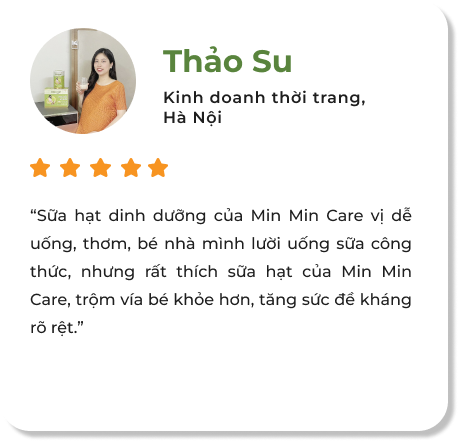 Thảo Su
Kinh doanh thời trang,
Hà Nội
“Sữa hạt dinh dưỡng của Min Min Care vị dễ
uống, thơm, bé nhà mình lười uống sữa công
thức, nhưng rất thích sữa hạt của Min Min
Care, trộm vía bé khỏe hơn, tăng sức đề kháng
rõ rệt.”